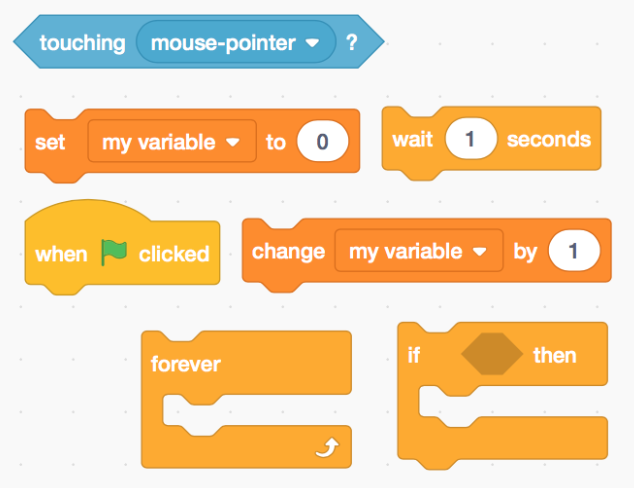 touching mouse-pointer ?
set my variable to 0
wait 1 seconds
when clicked
change my variable by 1
forever
if then